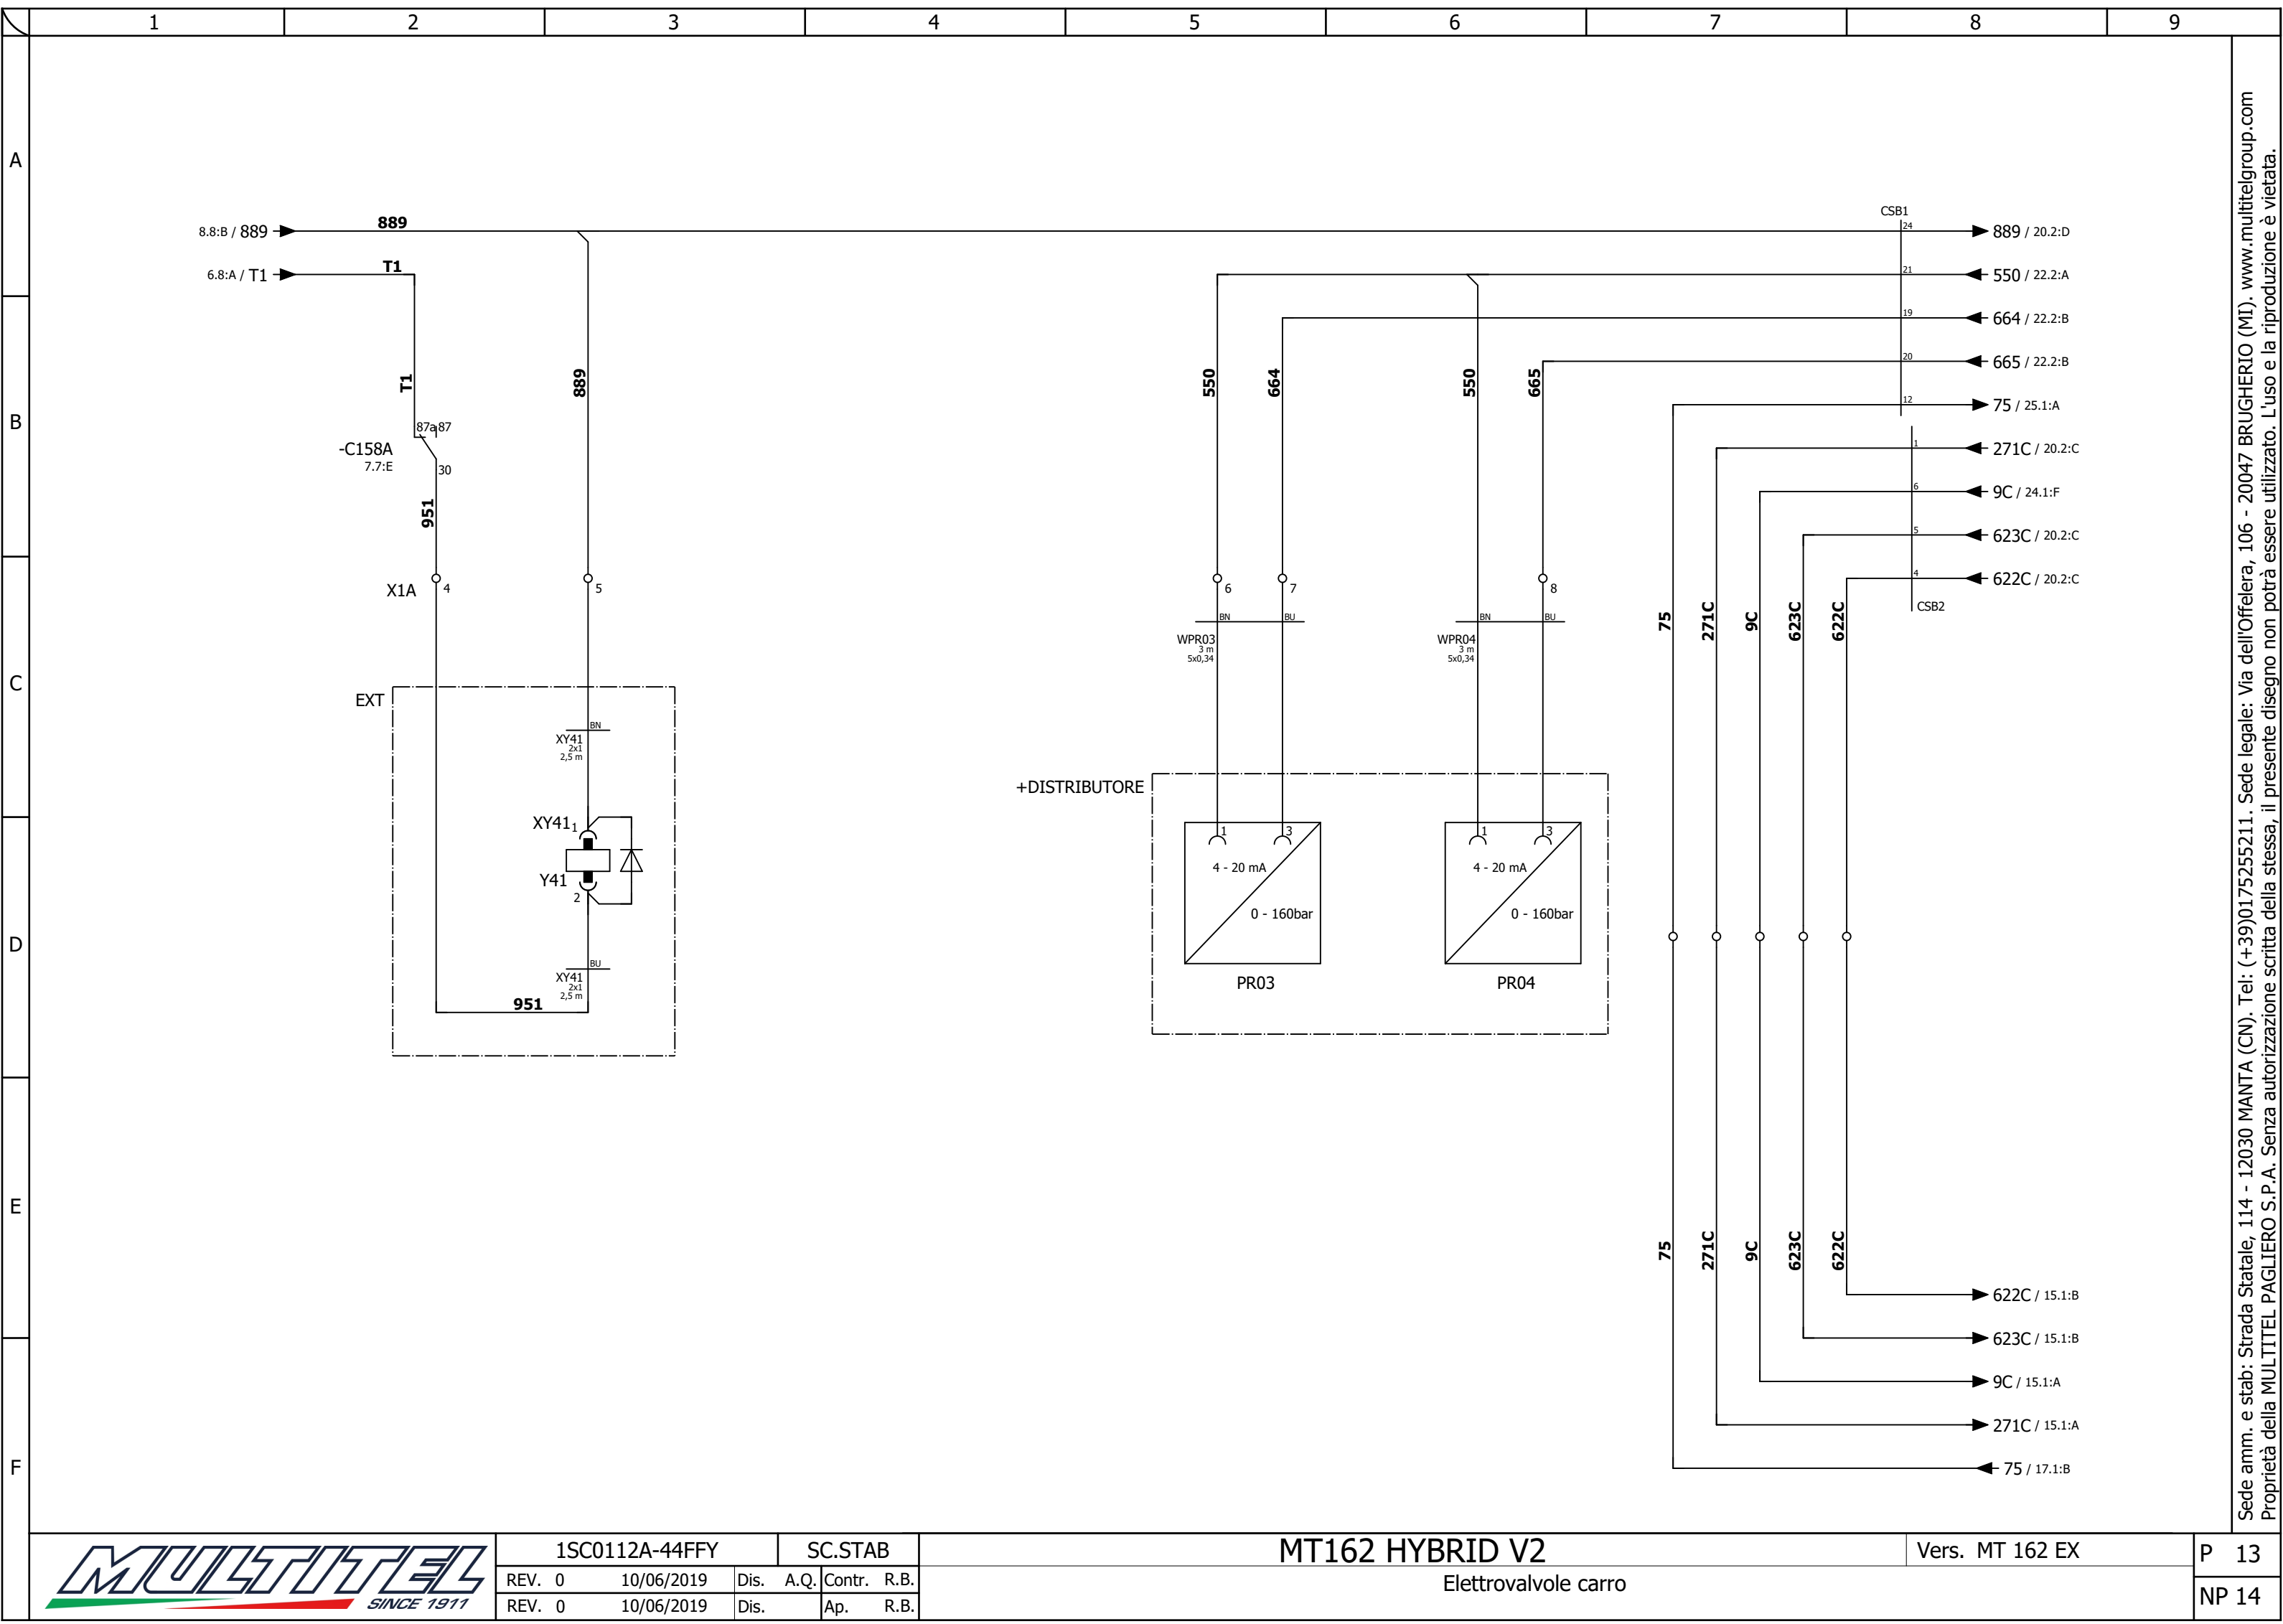 1 2 3 4 5 6 7 8 9
A
B
C
D
E
F
8.8:B / 889
889
6.8:A / T1
T1
T1
889
87a 87
-C158A
7.7:E
30
951
X1A
4
5
EXT
BN
XY41
2x1
2,5 m
XY41
1
Y41
2
BU
XY41
2x1
2,5 m
951
550
664
550
665
6
7
8
BN
BU
WPR03
3 m
5x0,34
BN
BU
WPR04
3 m
5x0,34
+DISTRIBUTORE
1
3
4 - 20 mA
0 - 160bar
PR03
1
3
4 - 20 mA
0 - 160bar
PR04
CSB1
24
889 / 20.2:D
21
550 / 22.2:A
19
664 / 22.2:B
20
665 / 22.2:B
12
75 / 25.1:A
1
271C / 20.2:C
6
9C / 24.1:F
5
623C / 20.2:C
4
622C / 20.2:C
CSB2
75
271C
9C
623C
622C
75
271C
9C
623C
622C
622C / 15.1:B
623C / 15.1:B
9C / 15.1:A
271C / 15.1:A
75 / 17.1:B
Sede amm. e stab: Strada Statale, 114 - 12030 MANTA (CN). Tel: (+39)0175255211. Sede legale: Via dell'Offelera, 106 - 20047 BRUGHERIO (MI). www.multitelgroup.com
Proprietà della MULTITEL PAGLIERO S.P.A. Senza autorizzazione scritta della stessa, il presente disegno non potrà essere utilizzato. L'uso e la riproduzione è vietata.
MULTITEL
SINCE 1911
1SC0112A-44FFY
SC.STAB
REV. 0 10/06/2019 Dis. A.Q. Contr. R.B.
REV. 0 10/06/2019 Dis. Ap. R.B.
MT162 HYBRID V2
Elettrovalvole carro
Vers. MT 162 EX
P 13
NP 14